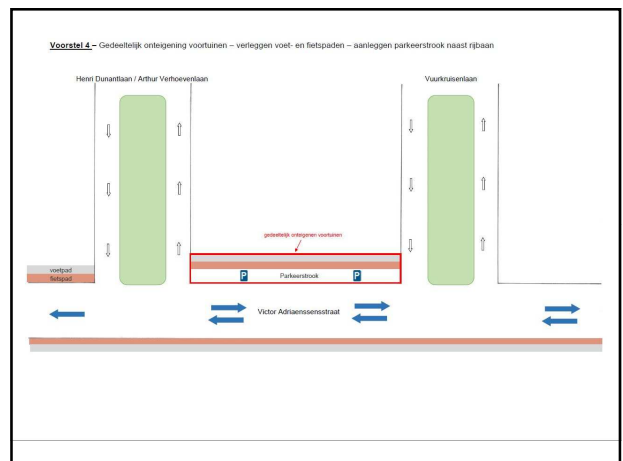 Voorstel 4 – Gedeeltelijk onteigening voortuinen – verleggen voet- en fietspaden – aanleggen parkeerstrook naast rijbaan
Henri Dunantlaan / Arthur Verhoevenlaan
Vuurkruisenlaan
gedeeltelijk onteigenen voortuinen
voetpad
fietspad
P
Parkeerstrook
P
Victor Adriaenssensstraat